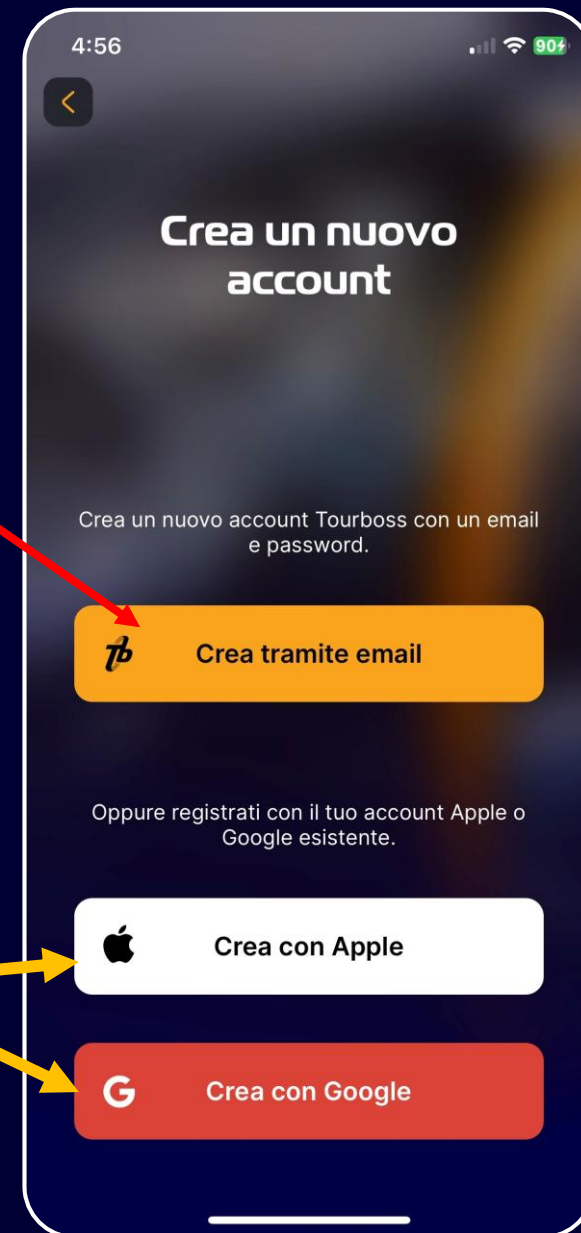 4:56
90
Crea un nuovo
account
Crea un nuovo account Tourboss con un email
e password.
Tb
Crea tramite email
Oppure registrati con il tuo account Apple o
Google esistente.
Crea con Apple
G
Crea con Google